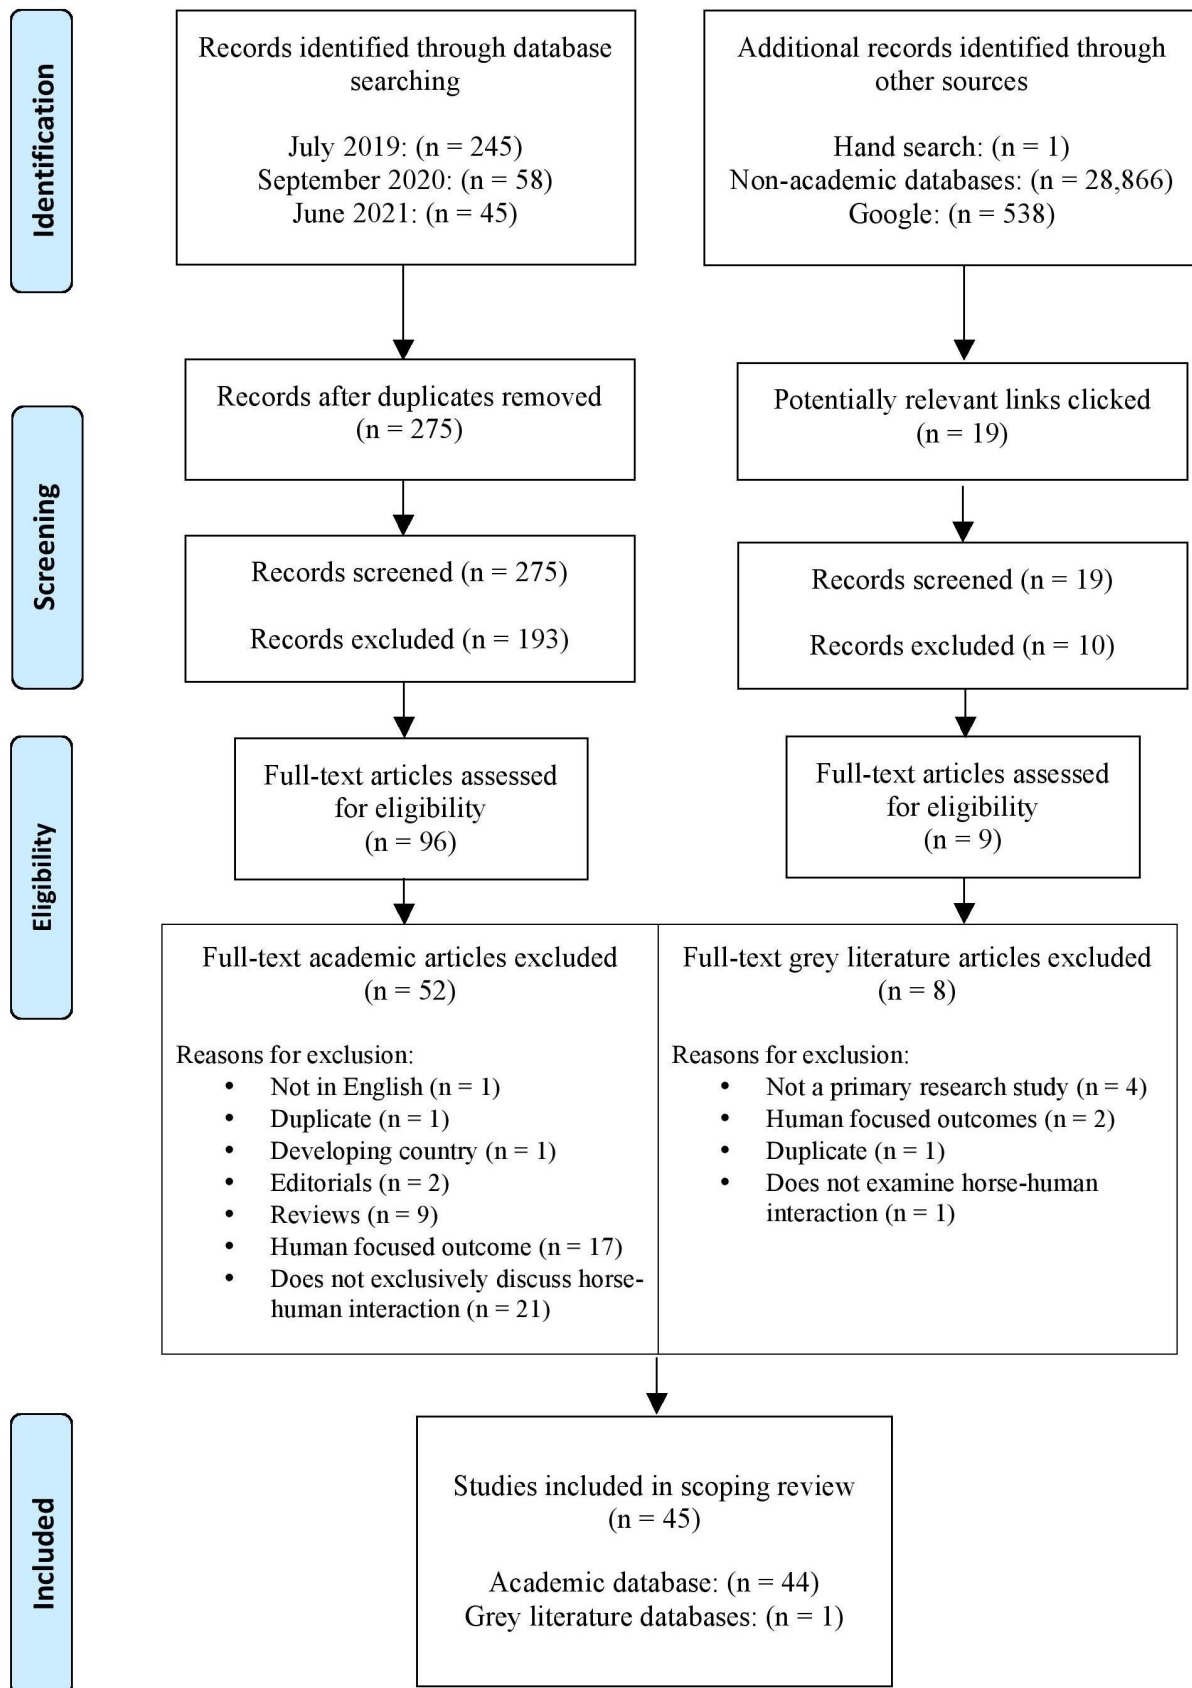 Identification
Records identified through database
searching
July 2019: (n = 245)
September 2020: (n = 58)
June 2021: (n = 45)
Additional records identified through
other sources
Hand search: (n = 1)
Non-academic databases: (n = 28,866)
Google: (n = 538)
Screening
Records after duplicates removed
(n = 275)
Potentially relevant links clicked
(n = 19)
Records screened (n = 275)
Records excluded (n = 193)
Records screened (n = 19)
Records excluded (n = 10)
Eligibility
Full-text articles assessed
for eligibility
(n = 96)
Full-text articles assessed
for eligibility
(n = 9)
Full-text academic articles excluded
(n = 52)
Reasons for exclusion:
• Not in English (n = 1)
• Duplicate (n = 1)
• Developing country (n = 1)
• Editorials (n = 2)
• Reviews (n = 9)
• Human focused outcome (n = 17)
• Does not exclusively discuss horse-
human interaction (n = 21)
Full-text grey literature articles excluded
(n = 8)
Reasons for exclusion:
• Not a primary research study (n = 4)
• Human focused outcomes (n = 2)
• Duplicate (n = 1)
• Does not examine horse-human
interaction (n = 1)
Included
Studies included in scoping review
(n = 45)
Academic database: (n = 44)
Grey literature databases: (n = 1)